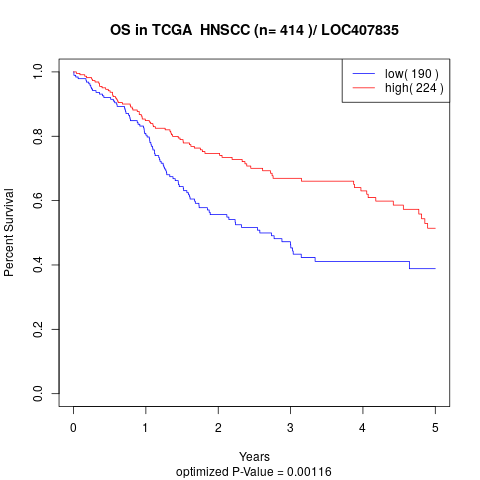 OS in TCGA  HNSCC (n= 414 )/ LOC407835
low( 190 )
high( 224 )
Percent Survival
1.0
0.8
0.6
0.4
0.2
0.0
0 1 2 3 4 5
Years
optimized P-Value = 0.00116